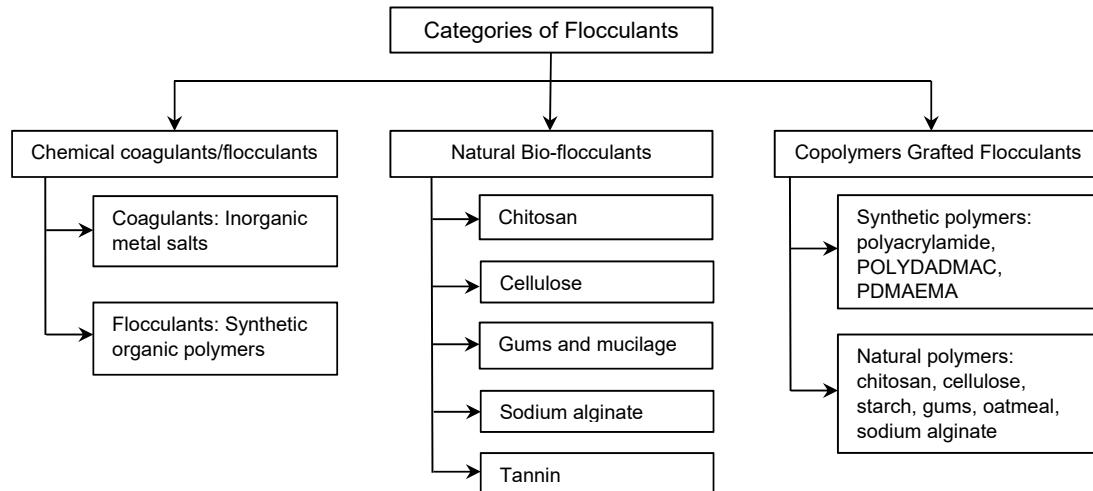 Categories of Flocculants
Chemical coagulants/flocculants
Coagulants: Inorganic
metal salts
Flocculants: Synthetic
organic polymers
Natural Bio-flocculants
Chitosan
Cellulose
Gums and mucilage
Sodium alginate
Tannin
Copolymers Grafted Flocculants
Synthetic polymers:
polyacrylamide,
POLYDADMAC,
PDMAEMA
Natural polymers:
chitosan, cellulose,
starch, gums, oatmeal,
sodium alginate